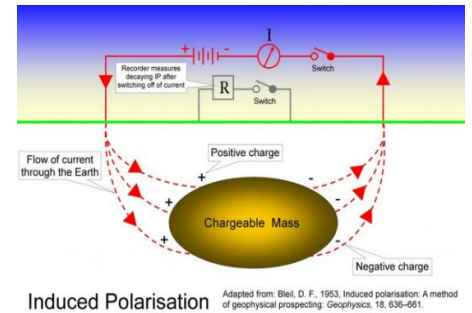 I
+ -
Switch
Recorder measures
decaying IP after
switching off of current
R
Switch
Flow of current
through the Earth
Positive charge
+ -
+ -
+ -
Chargeable Mass
Negative charge
Induced Polarisation
Adapted from: Bleil, D. F., 1953, Induced polarisation: A method
of geophysical prospecting: Geophysics, 18, 636–661.